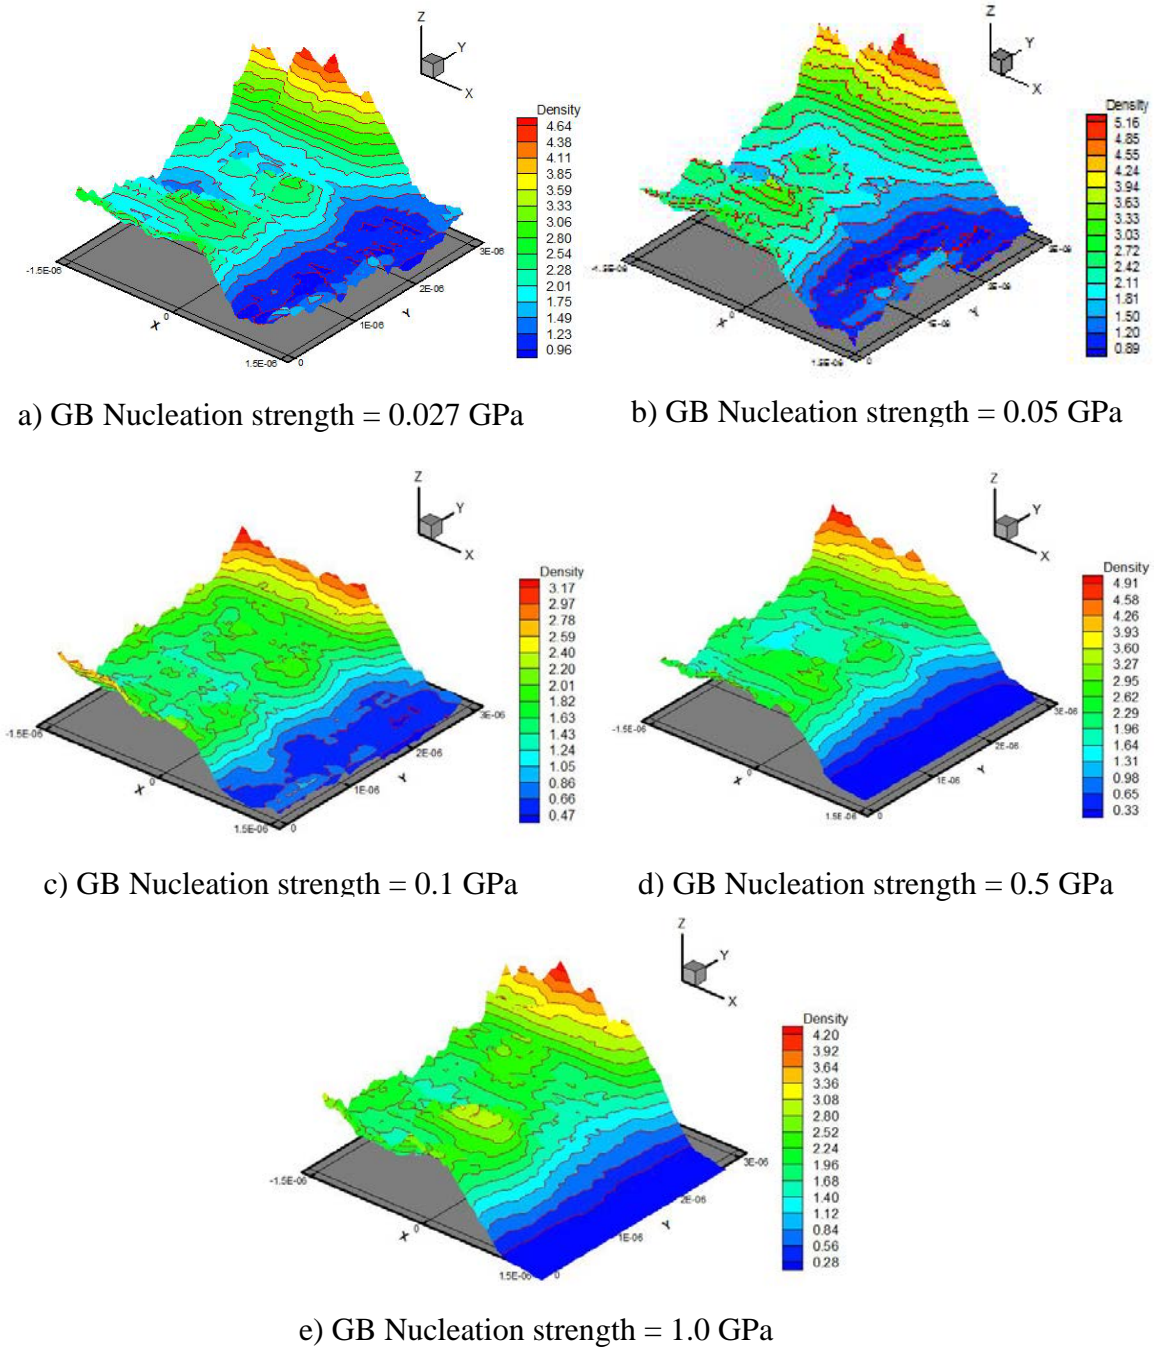 Z
Y
X
Density
4.64
4.38
4.11
3.85
3.59
3.33
3.06
2.80
2.54
2.28
2.01
1.75
1.49
1.23
0.96
-1.5E-06
X
0
1.5E-06
0
1E-06
Y
2E-06
3E-06
a) GB Nucleation strength = 0.027 GPa
Z
Y
X
Density
5.16
4.85
4.55
4.24
3.94
3.63
3.33
3.03
2.72
2.42
2.11
1.81
1.50
1.20
0.89
X
0
0
Y
b) GB Nucleation strength = 0.05 GPa
Z
Y
X
Density
3.17
2.97
2.78
2.59
2.40
2.20
2.01
1.82
1.63
1.43
1.24
1.05
0.86
0.66
0.47
-1.5E-06
X
0
1.5E-06
0
1E-06
Y
2E-06
3E-06
c) GB Nucleation strength = 0.1 GPa
Z
Y
X
Density
4.91
4.58
4.26
3.93
3.60
3.27
2.95
2.62
2.29
1.96
1.64
1.31
0.98
0.65
0.33
-1.5E-06
X
0
1.5E-06
0
1E-06
Y
2E-06
3E-06
d) GB Nucleation strength = 0.5 GPa
Z
Y
X
Density
4.20
3.92
3.64
3.36
3.08
2.80
2.52
2.24
1.96
1.68
1.40
1.12
0.84
0.56
0.28
-1.5E-06
X
0
1.5E-06
0
1E-06
Y
2E-06
3E-06
e) GB Nucleation strength = 1.0 GPa